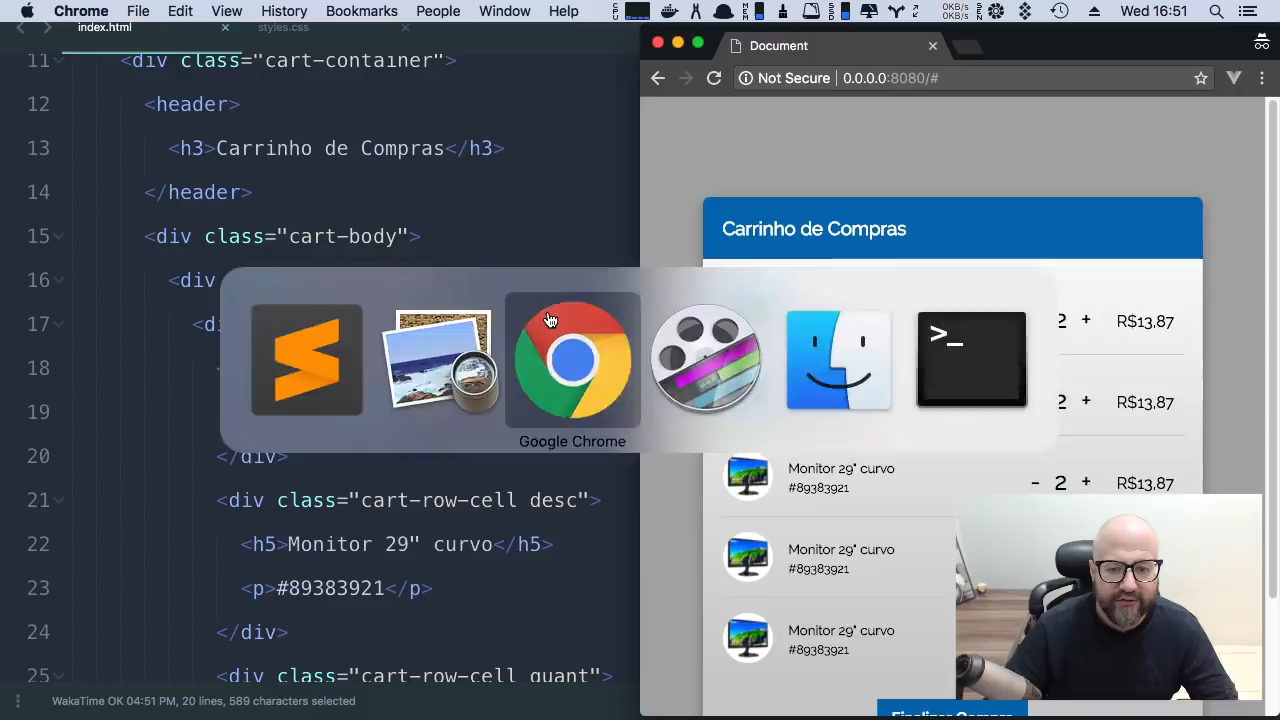 Chrome File Edit View History Bookmarks People Window Help
0KB/s
0KB/s
Wed 16:51
index.html
styles.css
11 <div class="cart-container">
12 <header>
13 <h3>Carrinho de Compras</h3>
14 </header>
15 <div class="cart-body">
16 <div
17 <di
18
19
20 </div>
21 <div class="cart-row-cell desc">
22 <h5>Monitor 29" curvo</h5>
23 <p>#89383921</p>
24 </div>
25 <div class="cart-row-cell quant">
WakaTime OK 04:51 PM, 20 lines, 589 characters selected
Google Chrome
>_
Document
Not Secure 0.0.0.0:8080/#
Carrinho de Compras
2 + R$13,87
2 + R$13,87
Monitor 29" curvo
#89383921
- 2 + R$13,87
Monitor 29" curvo
#89383921
Monitor 29" curvo
#89383921
Finalizar Compra